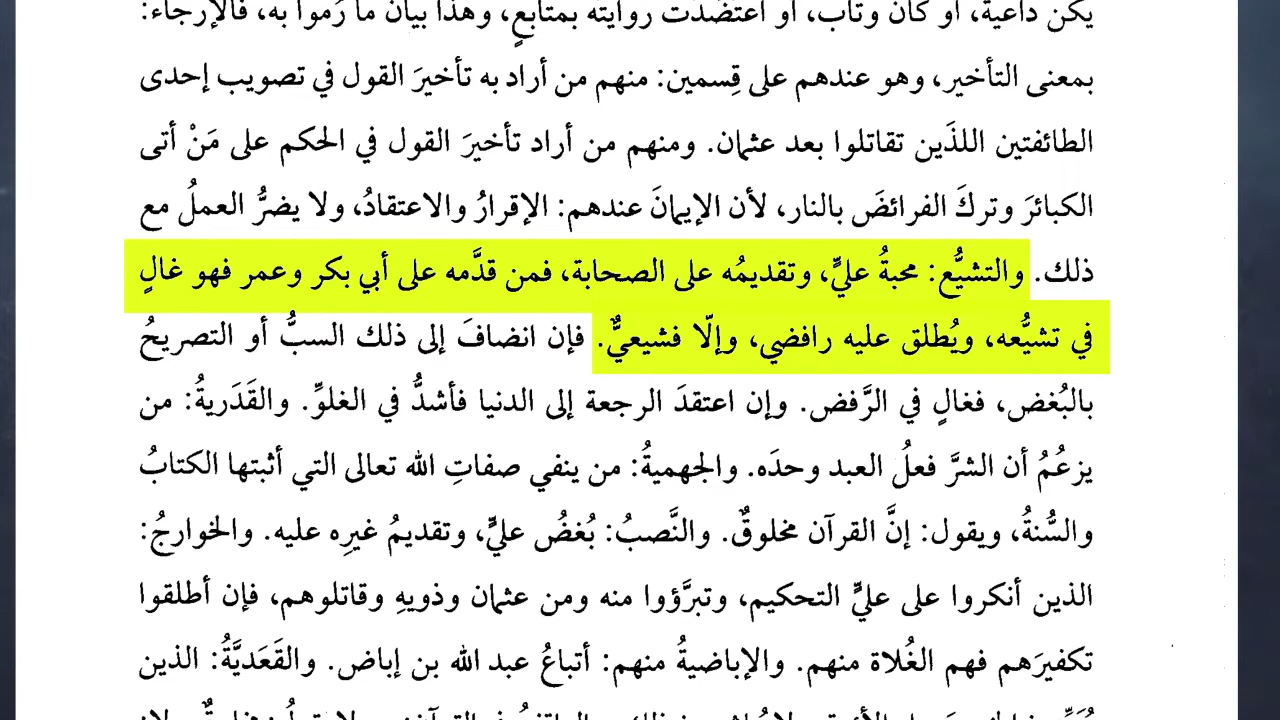 يكن داعيةً، أو كان وتاب، أو اعتضدت روايته بمتابعٍ، وهذا بيان ما رُموا به، فالإرجاء:
بمعنى التأخير، وهو عندهم على قِسمين: منهم من أراد به تأخيرَ القول في تصويب إحدى
الطائفتين اللذَين تقاتلوا بعد عثمان. ومنهم من أراد تأخيرَ القول في الحكم على مَنْ أتى
الكبائرَ وتركَ الفرائضَ بالنار، لأن الإيمانَ عندهم: الإقرارُ والاعتقادُ، ولا يضرُّ العملُ مع
ذلك. والتشيُّع: محبةُ عليٍّ، وتقديمُه على الصحابة، فمن قدَّمه على أبي بكر وعمر فهو غالٍ
في تشيُّعه، ويُطلق عليه رافضي، وإلّا فشيعيٌّ. فإن انضافَ إلى ذلك السبُّ أو التصريحُ
بالبُغض، فغالٍ في الرَّفض. وإن اعتقدَ الرجعة إلى الدنيا فأشدُّ في الغلوِّ. والقَدَريةُ: من
يزعُمُ أن الشرَّ فعلُ العبد وحدَه. والجهميةُ: من ينفي صفاتِ الله تعالى التي أثبتها الكتابُ
والسُّنةُ، ويقول: إنَّ القرآن مخلوقٌ. والنَّصبُ: بُغضُ عليٍّ، وتقديمُ غيرِه عليه. والخوارجُ:
الذين أنكروا على عليٍّ التحكيم، وتبرَّؤوا منه ومن عثمان وذويهِ وقاتلوهم، فإن أطلقوا
تكفيرَهم فهم الغُلاة منهم. والإباضيةُ منهم: أتباعُ عبد الله بن إباض. والقَعَديَّةُ: الذين